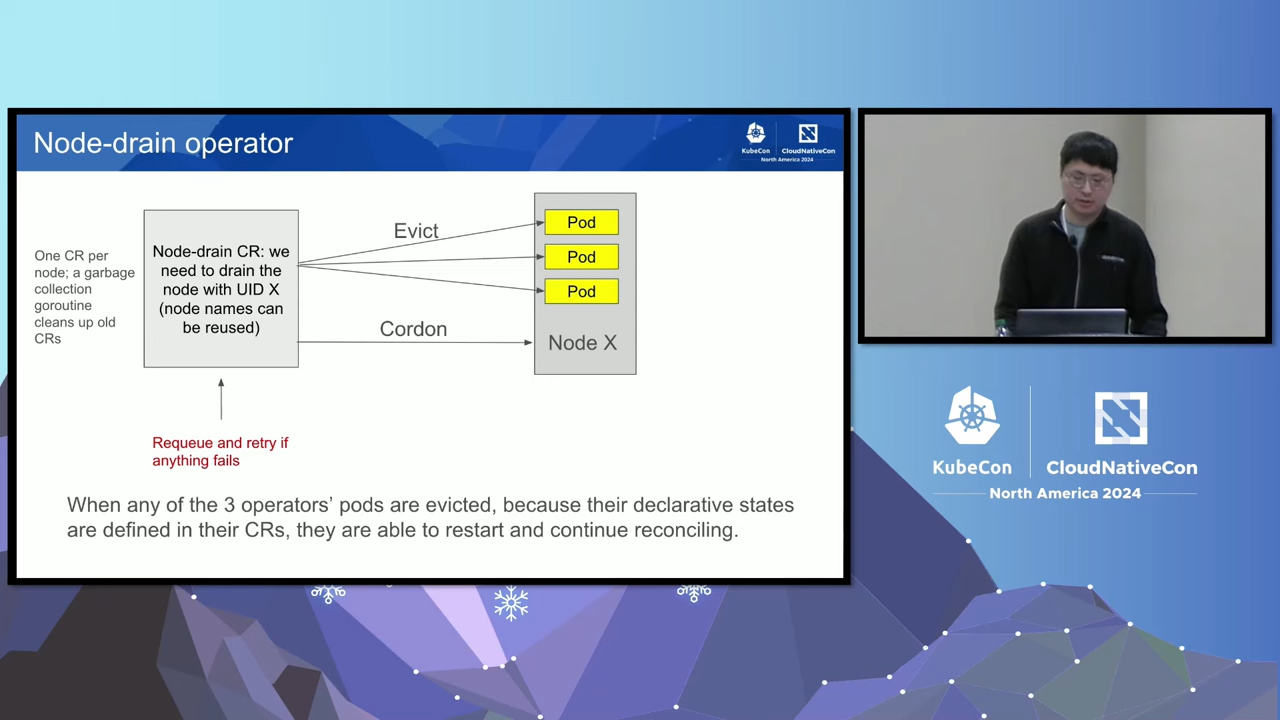 Node-drain operator
KubeCon
CloudNativeCon
North America 2024
One CR per
node; a garbage
collection
goroutine
cleans up old
CRs
Node-drain CR: we
need to drain the
node with UID X
(node names can
be reused)
Evict
Cordon
Pod
Pod
Pod
Node X
Requeue and retry if
anything fails
When any of the 3 operators’ pods are evicted, because their declarative states
are defined in their CRs, they are able to restart and continue reconciling.
KubeCon
CloudNativeCon
North America 2024